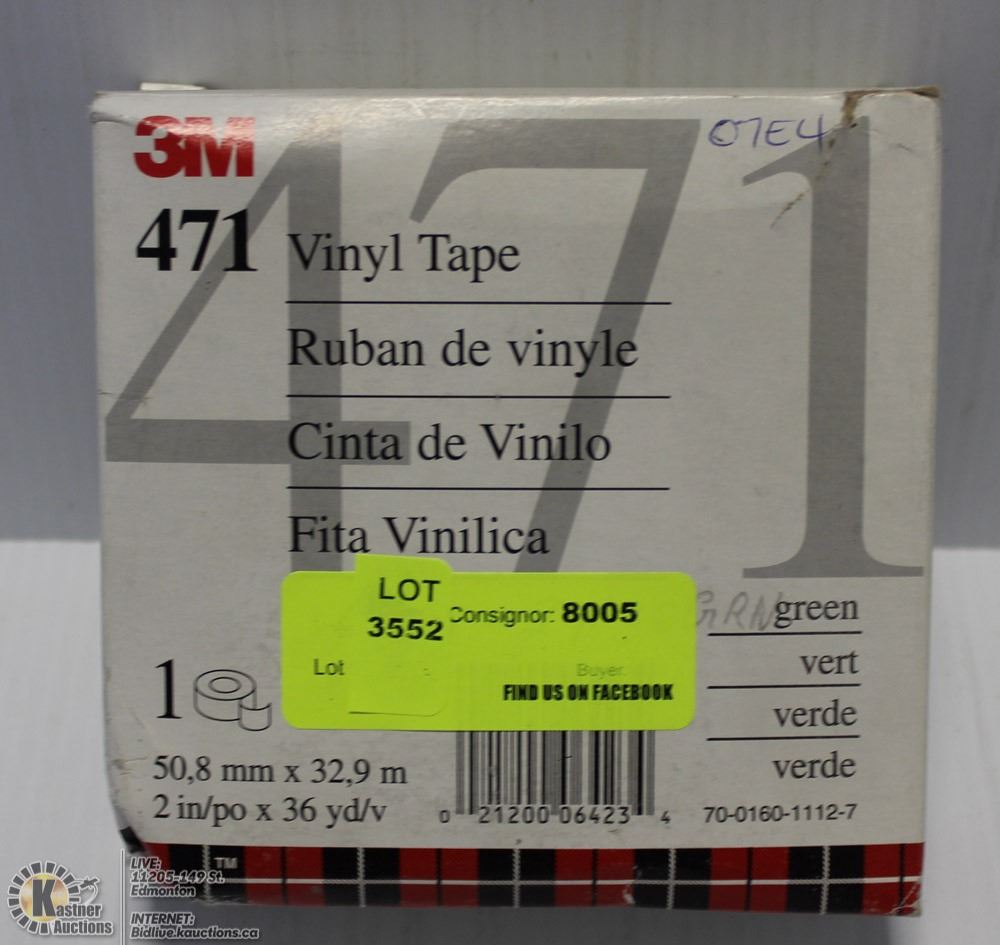 3M
07E4
471
471 Vinyl Tape
Ruban de vinyle
Cinta de Vinilo
Fita Vinilica
LOT
3552
Consignor: 8005
Lot
Buyer:
FIND US ON FACEBOOK
GRN
green
vert
verde
verde
1
50,8 mm x 32,9 m
2 in/po x 36 yd/v
0 21200 06423 4
70-0160-1112-7
TM
Kastner
Auctions
LIVE:
11205-149 St.
Edmonton
INTERNET:
Bidlive.kauctions.ca